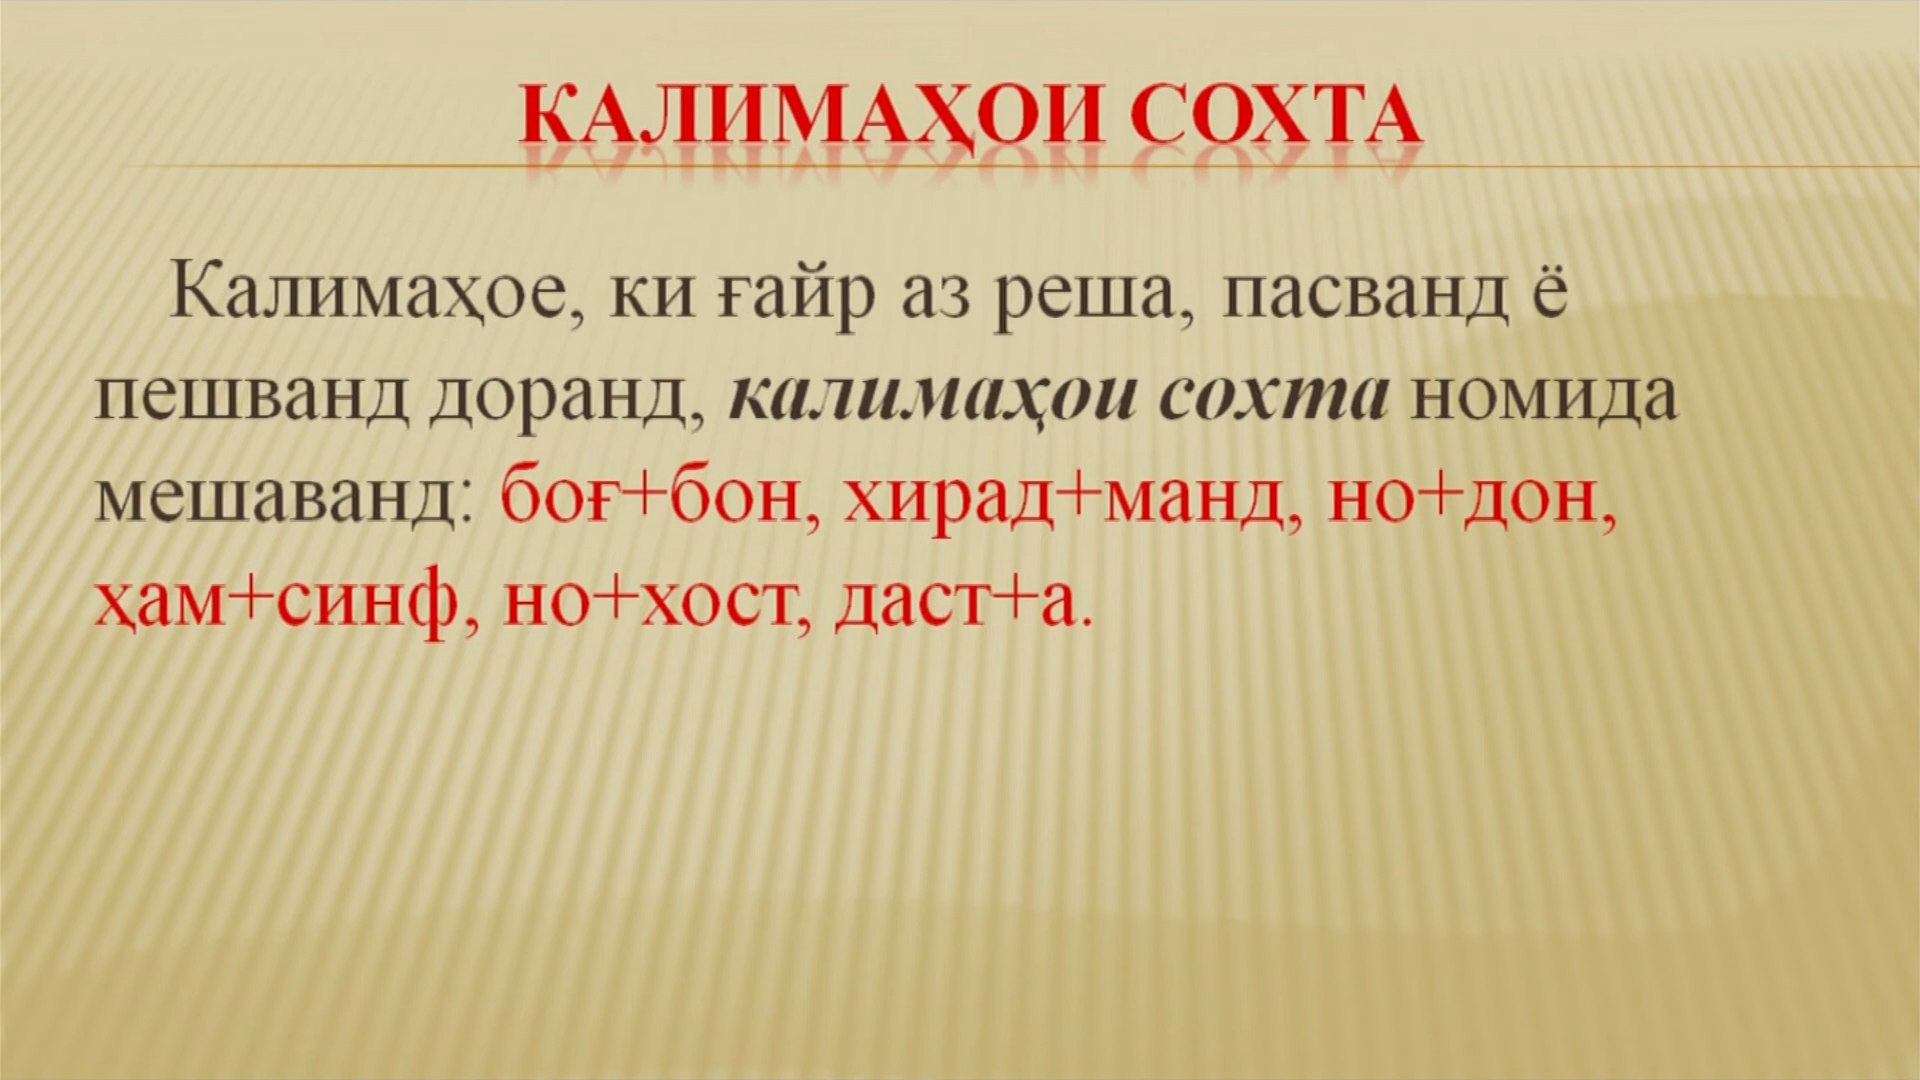 КАЛИМАҲОИ СОХТА
Калимаҳое, ки ғайр аз реша, пасванд ё
пешванд доранд, калимаҳои сохта номида
мешаванд: боғ+бон, хирад+манд, но+дон,
ҳам+синф, но+хост, даст+а.